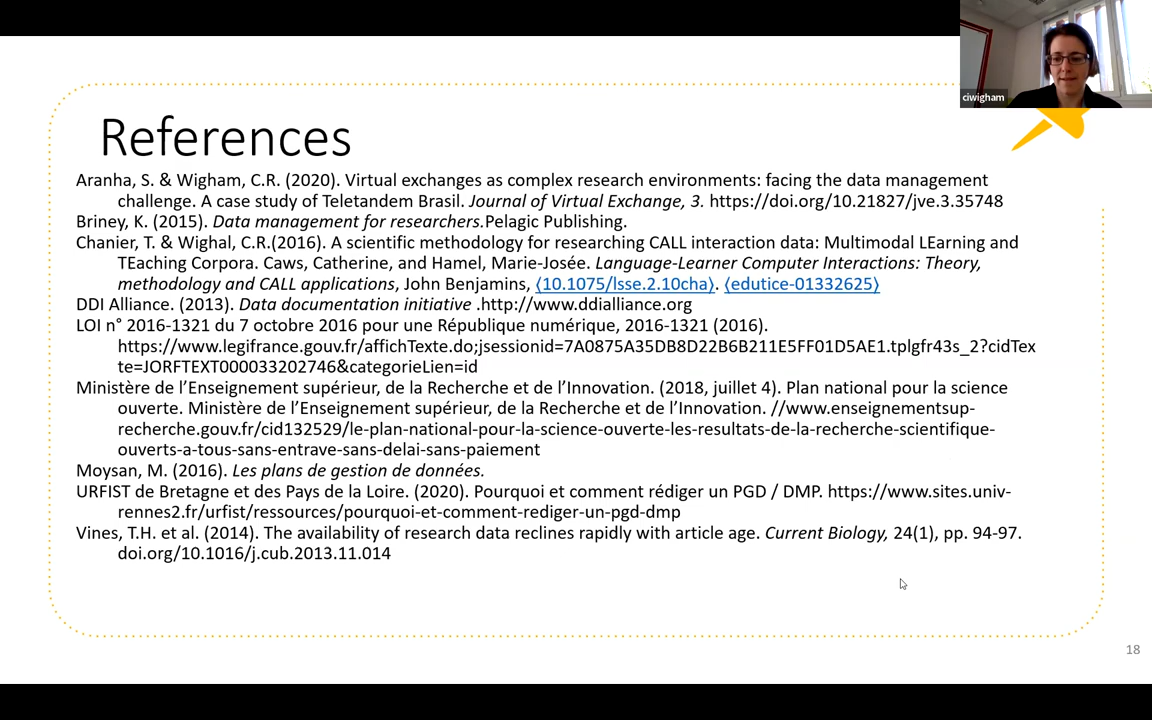 ciwigham
References
Aranha, S. & Wigham, C.R. (2020). Virtual exchanges as complex research environments: facing the data management
challenge. A case study of Teletandem Brasil. Journal of Virtual Exchange, 3. https://doi.org/10.21827/jve.3.35748
Briney, K. (2015). Data management for researchers.Pelagic Publishing.
Chanier, T. & Wighal, C.R.(2016). A scientific methodology for researching CALL interaction data: Multimodal LEarning and
TEaching Corpora. Caws, Catherine, and Hamel, Marie-Josée. Language-Learner Computer Interactions: Theory,
methodology and CALL applications, John Benjamins, ⟨10.1075/lsse.2.10cha⟩. ⟨edutice-01332625⟩
DDI Alliance. (2013). Data documentation initiative .http://www.ddialliance.org
LOI n° 2016-1321 du 7 octobre 2016 pour une République numérique, 2016-1321 (2016).
https://www.legifrance.gouv.fr/affichTexte.do;jsessionid=7A0875A35DB8D22B6B211E5FF01D5AE1.tplgfr43s_2?cidTex
te=JORFTEXT000033202746&categorieLien=id
Ministère de l’Enseignement supérieur, de la Recherche et de l’Innovation. (2018, juillet 4). Plan national pour la science
ouverte. Ministère de l’Enseignement supérieur, de la Recherche et de l’Innovation. //www.enseignementsup-
recherche.gouv.fr/cid132529/le-plan-national-pour-la-science-ouverte-les-resultats-de-la-recherche-scientifique-
ouverts-a-tous-sans-entrave-sans-delai-sans-paiement
Moysan, M. (2016). Les plans de gestion de données.
URFIST de Bretagne et des Pays de la Loire. (2020). Pourquoi et comment rédiger un PGD / DMP. https://www.sites.univ-
rennes2.fr/urfist/ressources/pourquoi-et-comment-rediger-un-pgd-dmp
Vines, T.H. et al. (2014). The availability of research data reclines rapidly with article age. Current Biology, 24(1), pp. 94-97.
doi.org/10.1016/j.cub.2013.11.014
18